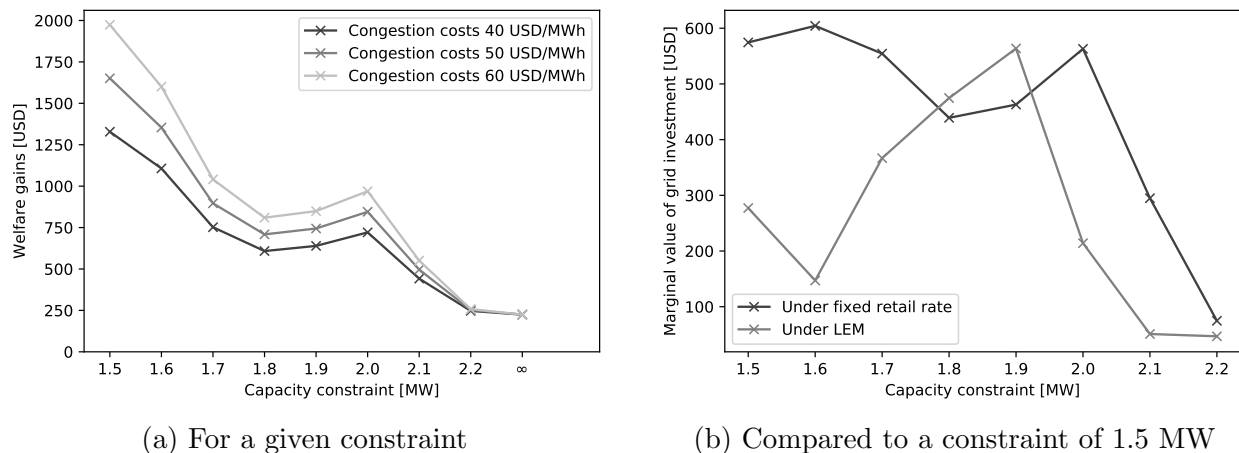 2000
1750
1500
1250
1000
750
500
250
0
Welfare gains [USD]
Congestion costs 40 USD/MWh
Congestion costs 50 USD/MWh
Congestion costs 60 USD/MWh
1.5 1.6 1.7 1.8 1.9 2.0 2.1 2.2 ∞
Capacity constraint [MW]
(a) For a given constraint
600
500
400
300
200
100
Marginal value of grid investment [USD]
Under fixed retail rate
Under LEM
1.5 1.6 1.7 1.8 1.9 2.0 2.1 2.2
Capacity constraint [MW]
(b) Compared to a constraint of 1.5 MW